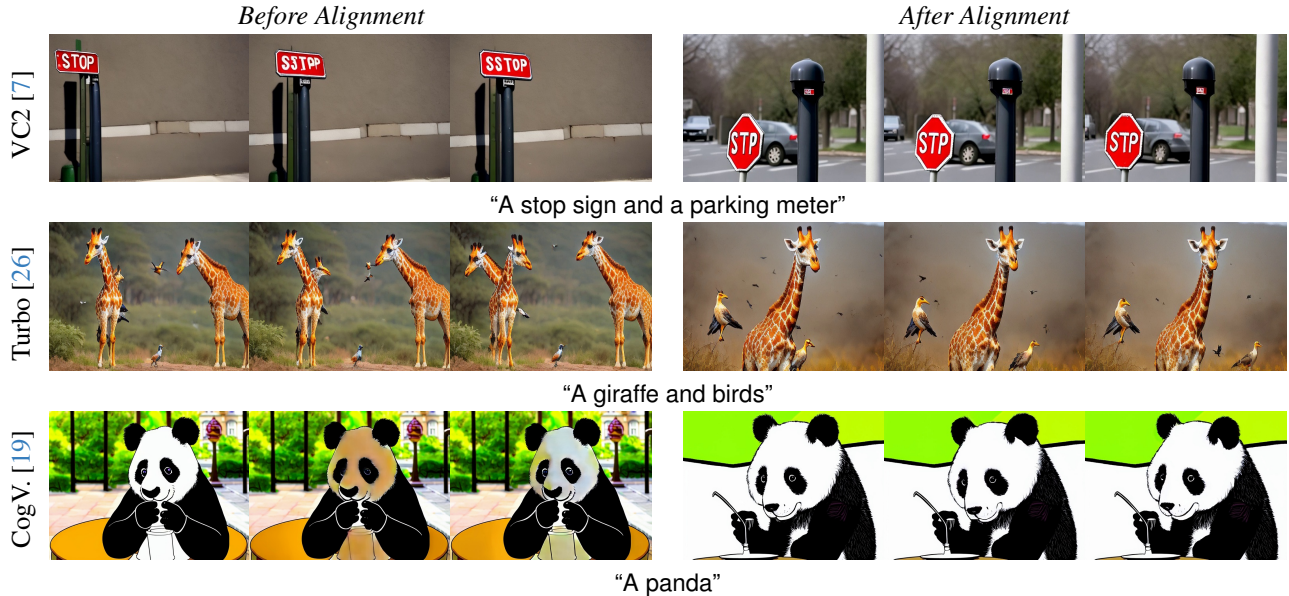 Before Alignment
After Alignment
VC2 [7]
STOP
SJTPP
SSTOP
STP
STP
STP
“A stop sign and a parking meter”
Turbo [26]
“A giraffe and birds”
CogV. [19]
“A panda”